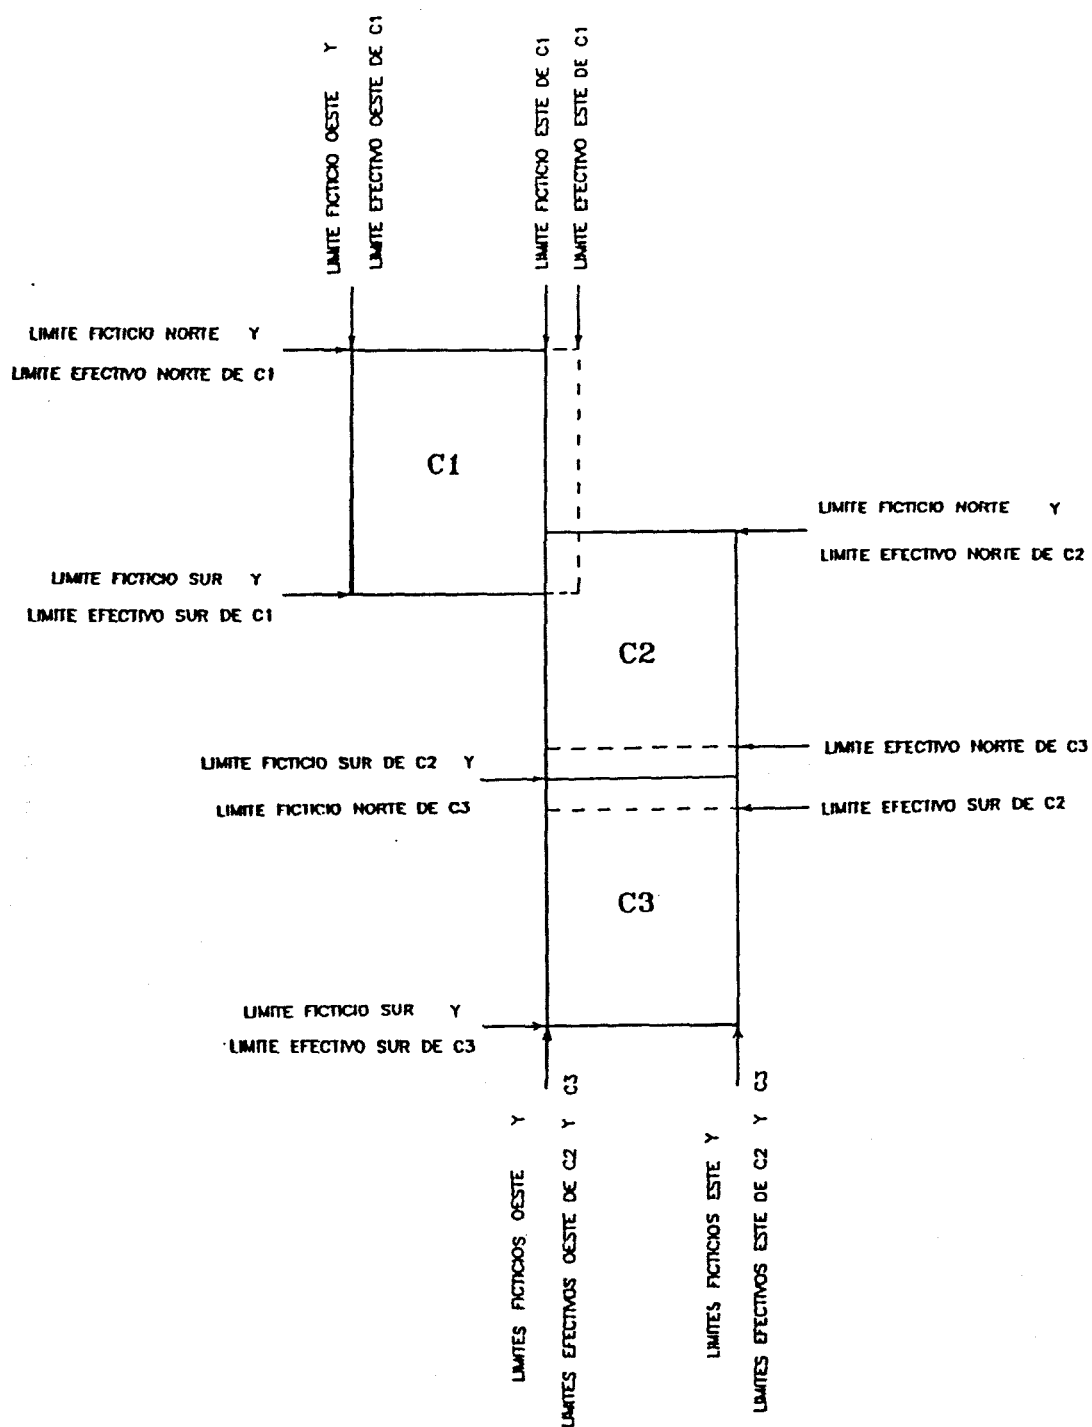 LIMITE FICTICIO OESTE Y
LIMITE EFECTIVO OESTE DE C1
LIMITE FICTICIO ESTE DE C1
LIMITE EFECTIVO ESTE DE C1
LIMITE FICTICIO NORTE Y
LIMITE EFECTIVO NORTE DE C1
C1
LIMITE FICTICIO NORTE Y
LIMITE EFECTIVO NORTE DE C2
LIMITE FICTICIO SUR Y
LIMITE EFECTIVO SUR DE C1
C2
LIMITE EFECTIVO NORTE DE C3
LIMITE FICTICIO SUR DE C2 Y
LIMITE FICTICIO NORTE DE C3
LIMITE EFECTIVO SUR DE C2
C3
LIMITE FICTICIO SUR Y
LIMITE EFECTIVO SUR DE C3
LIMITES FICTICIOS OESTE Y
LIMITES EFECTIVOS OESTE DE C2 Y C3
LIMITES FICTICIOS ESTE Y
LIMITES EFECTIVOS ESTE DE C2 Y C3